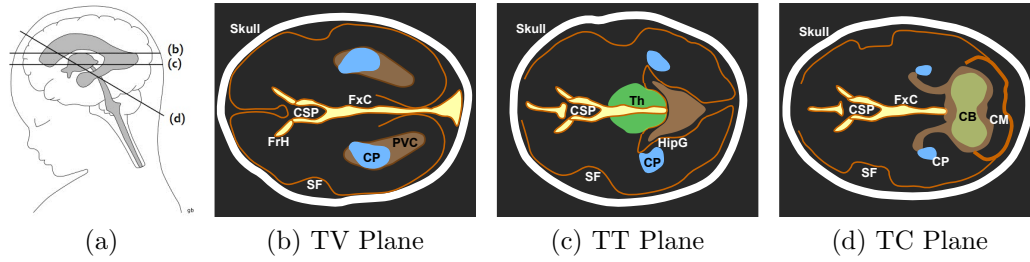 (b)
(c)
(d)
gb
(a)
Skull
CSP
FxC
FrH
PVC
CP
SF
(b) TV Plane
Skull
Th
CSP
HipG
CP
SF
(c) TT Plane
Skull
FxC
CSP
CB
CM
CP
SF
(d) TC Plane